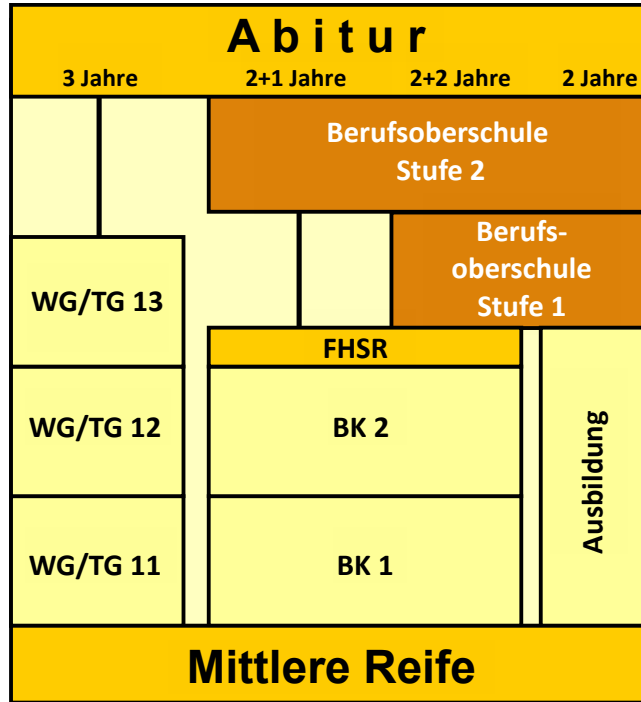 Abitur
3 Jahre
2+1 Jahre
2+2 Jahre
2 Jahre
Berufsoberschule
Stufe 2
Berufs-
oberschule
Stufe 1
WG/TG 13
FHSR
WG/TG 12
BK 2
Ausbildung
WG/TG 11
BK 1
Mittlere Reife